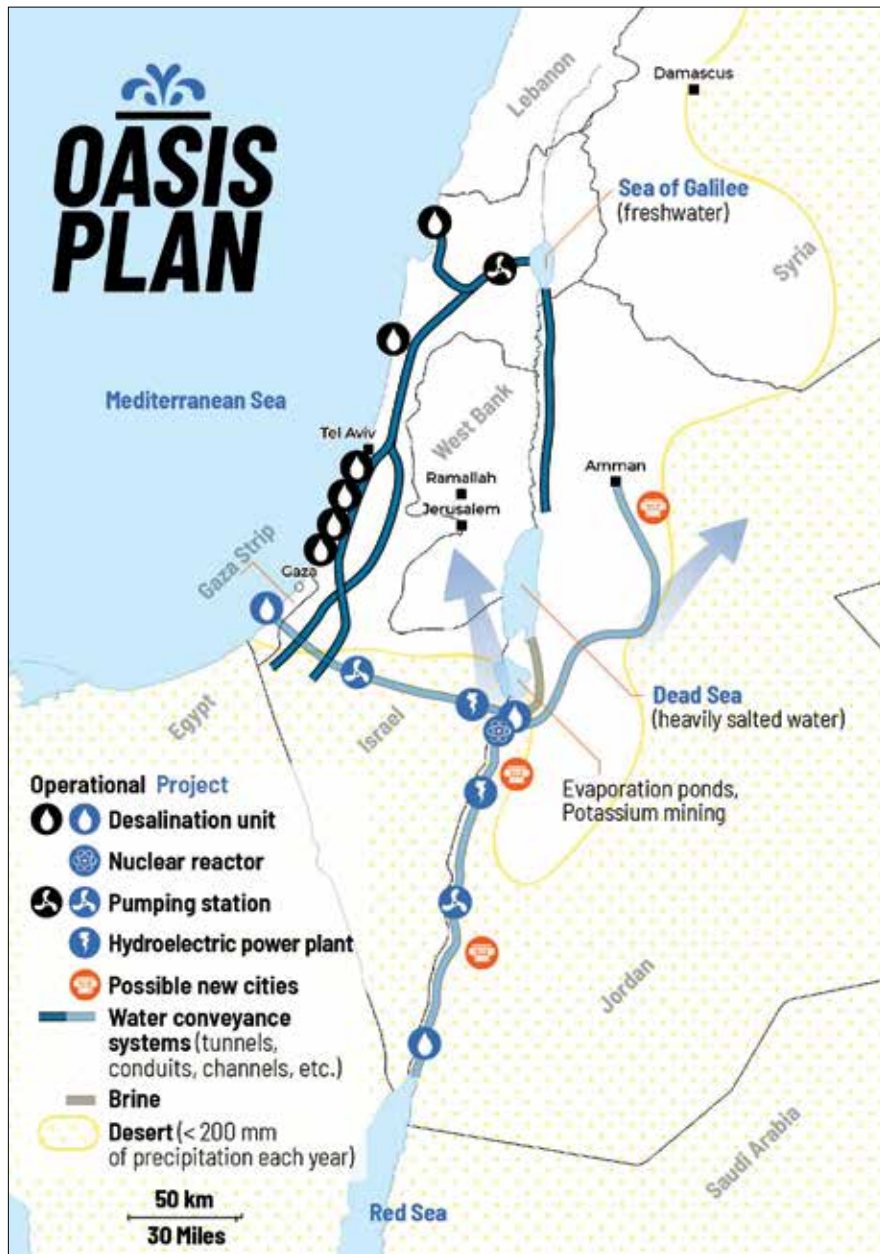 OASIS
PLAN
Lebanon
Damascus
Sea of Galilee
(freshwater)
Syria
Mediterranean Sea
West Bank
Tel Aviv
Ramallah
Jerusalem
Amman
Gaza Strip
Gaza
Egypt
Israel
Dead Sea
(heavily salted water)
Evaporation ponds,
Potassium mining
Operational Project
Desalination unit
Nuclear reactor
Pumping station
Hydroelectric power plant
Possible new cities
Water conveyance
systems (tunnels,
conduits, channels, etc.)
Brine
Desert (< 200 mm
of precipitation each year)
50 km
30 Miles
Jordan
Saudi Arabia
Red Sea